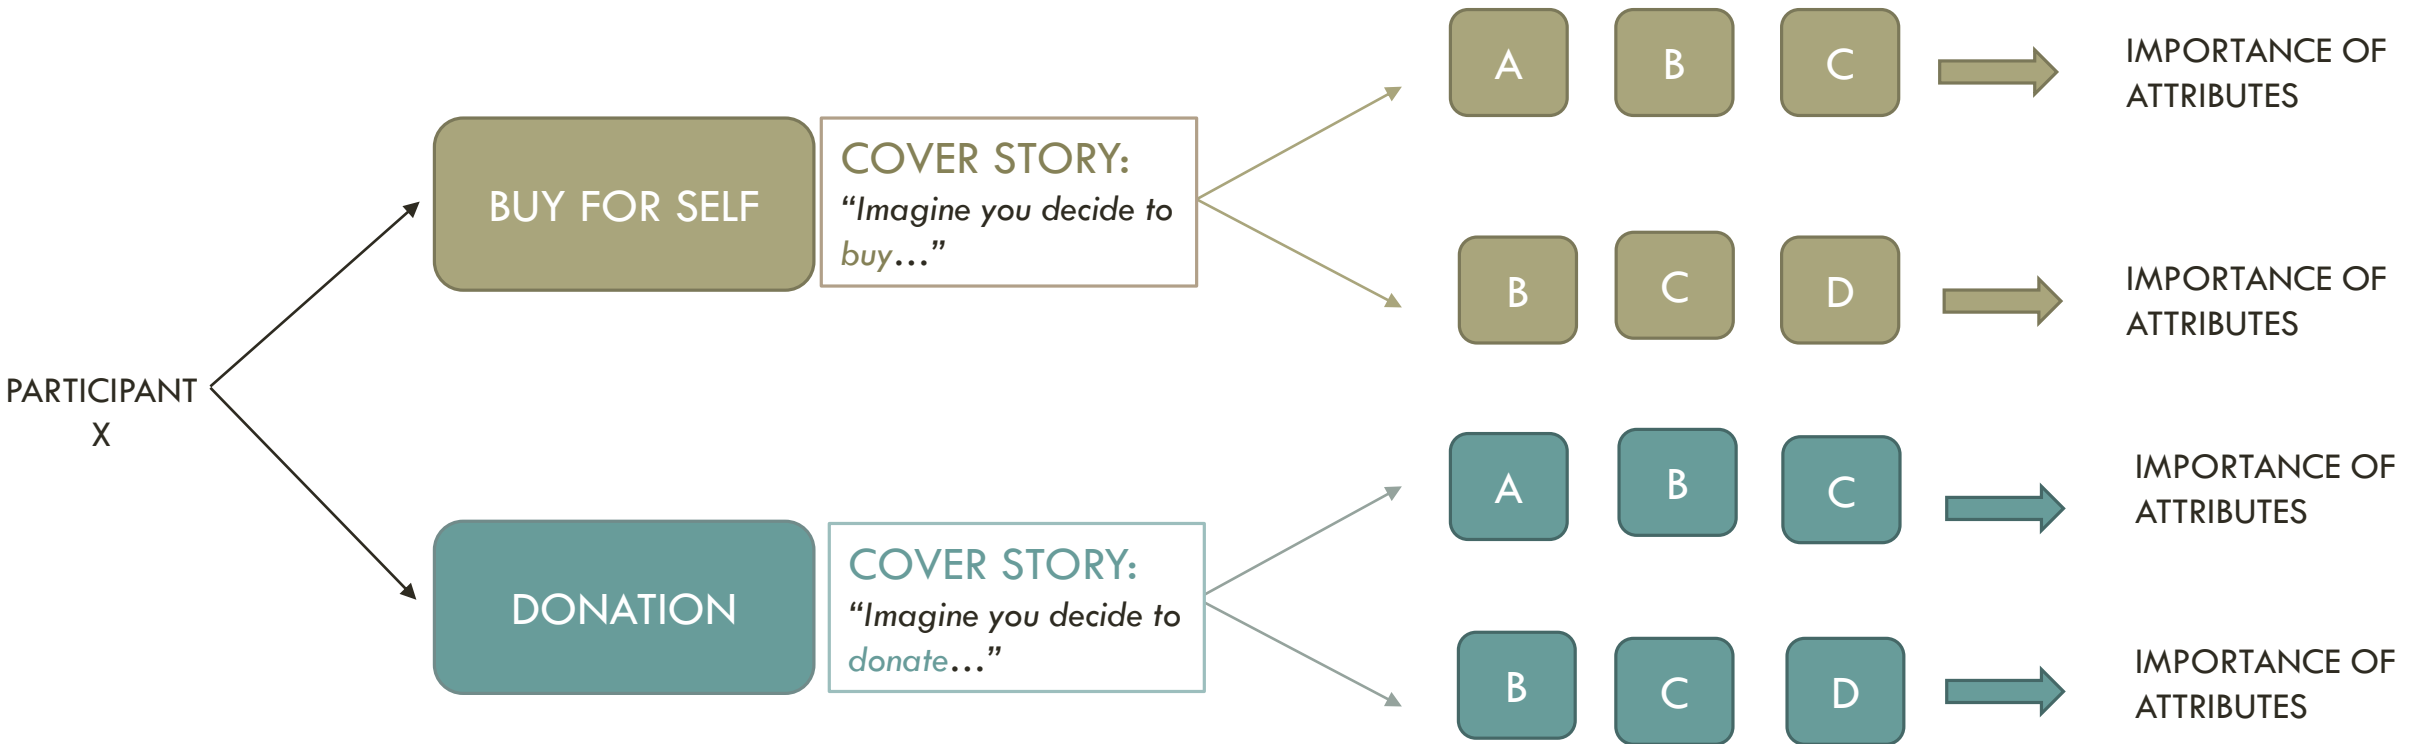 PARTICIPANT
X
BUY FOR SELF
COVER STORY:
“Imagine you decide to
buy…”
A B C
IMPORTANCE OF
ATTRIBUTES
B C D
IMPORTANCE OF
ATTRIBUTES
DONATION
COVER STORY:
“Imagine you decide to
donate…”
A B C
IMPORTANCE OF
ATTRIBUTES
B C D
IMPORTANCE OF
ATTRIBUTES